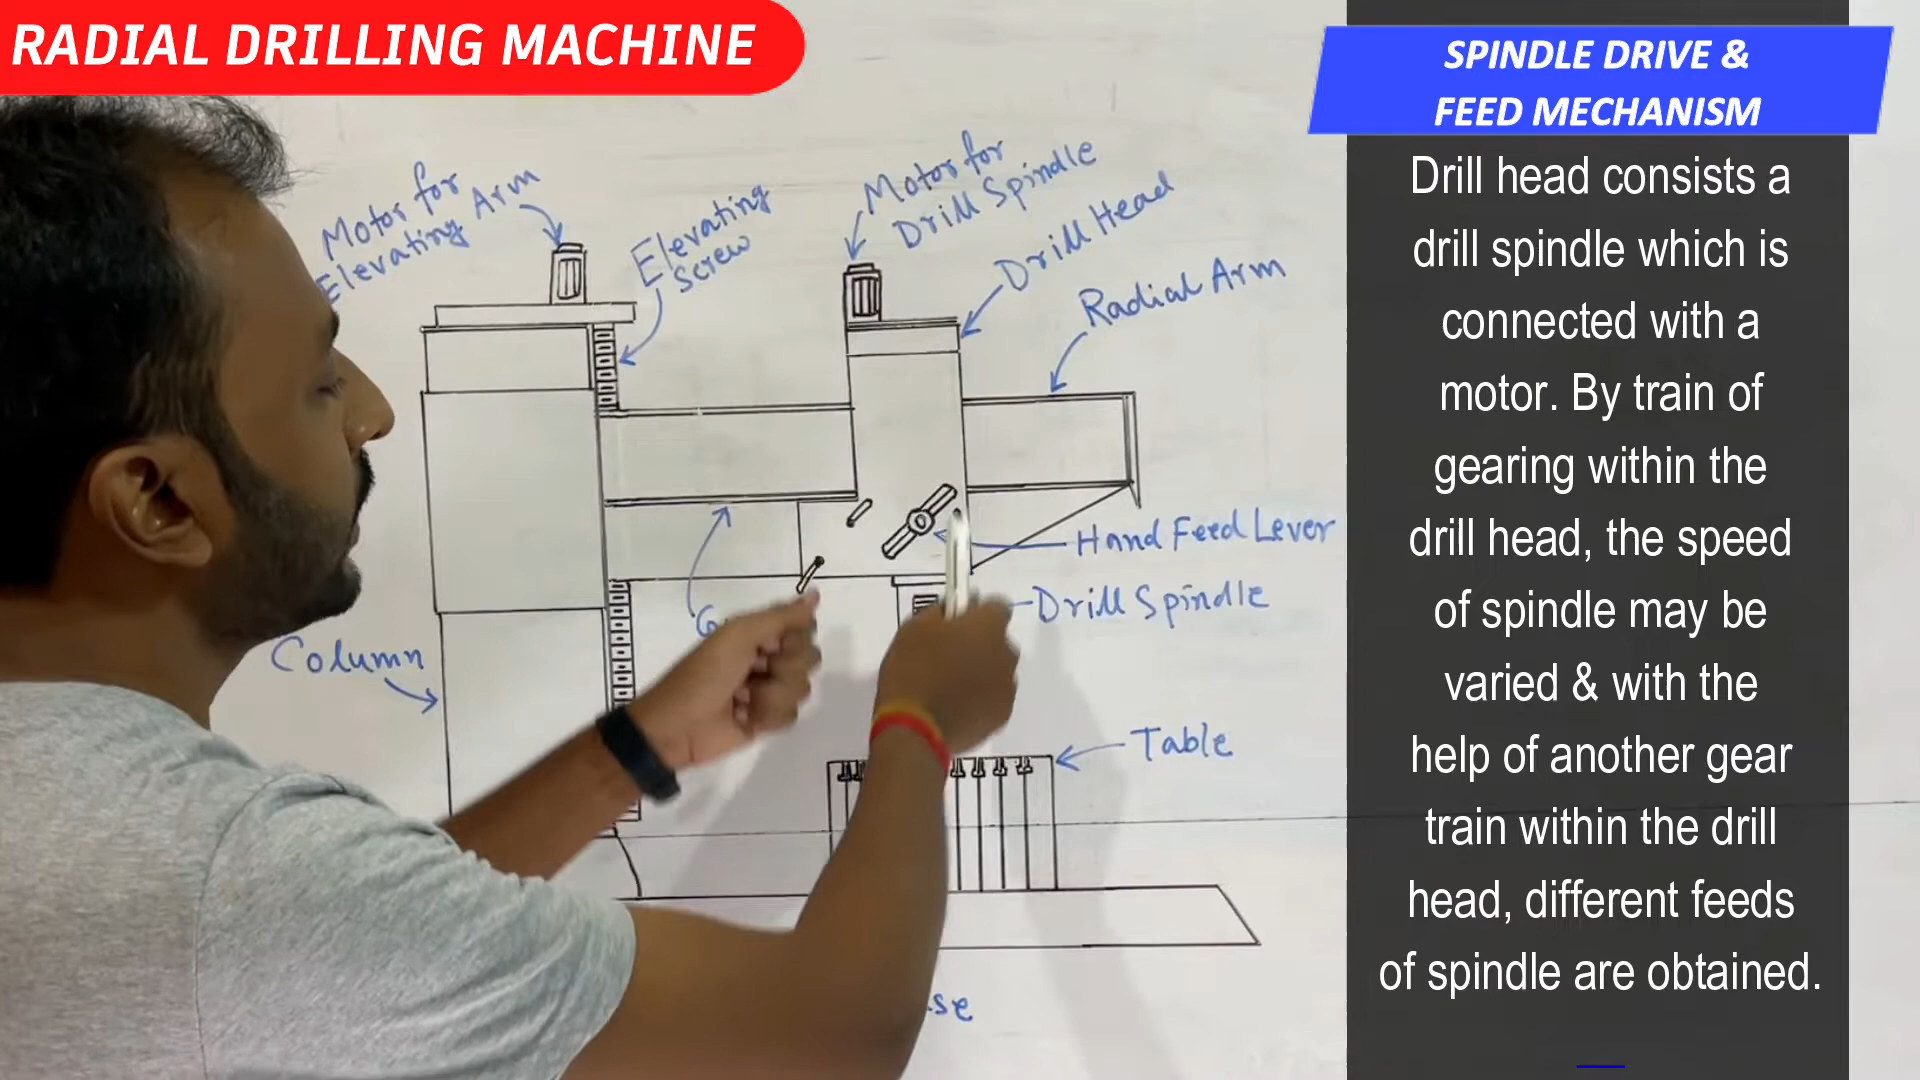 RADIAL DRILLING MACHINE
SPINDLE DRIVE &
FEED MECHANISM
Drill head consists a
drill spindle which is
connected with a
motor. By train of
gearing within the
drill head, the speed
of spindle may be
varied & with the
help of another gear
train within the drill
head, different feeds
of spindle are obtained.
Motor for
Elevating Arm
Elevating
Screw
Motor for
Drill Spindle
Drill Head
Radial Arm
Hand Feed Lever
Drill Spindle
Column
Table